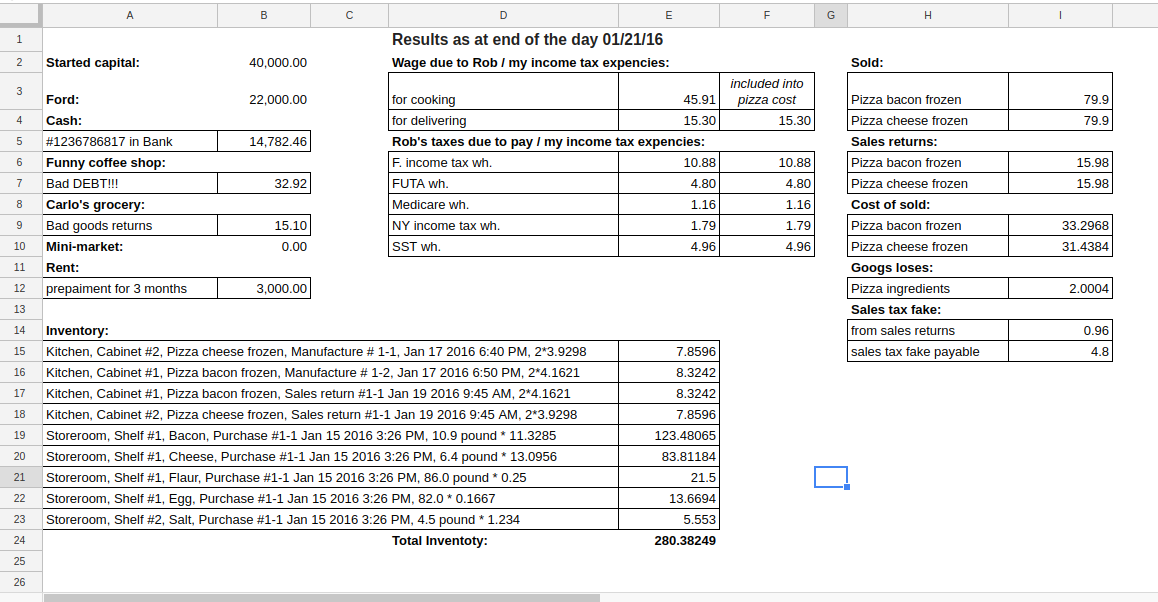 A B C D E F G H I
1 Results as at end of the day 01/21/16
2 Started capital: 40,000.00 Wage due to Rob / my income tax expencies: Sold:
included into
3 Ford: 22,000.00 for cooking 45.91 pizza cost Pizza bacon frozen 79.9
4 Cash: for delivering 15.30 15.30 Pizza cheese frozen 79.9
5 #1236786817 in Bank 14,782.46 Rob's taxes due to pay / my income tax expencies: Sales returns:
6 Funny coffee shop: F. income tax wh. 10.88 10.88 Pizza bacon frozen 15.98
7 Bad DEBT!!! 32.92 FUTA wh. 4.80 4.80 Pizza cheese frozen 15.98
8 Carlo's grocery: Medicare wh. 1.16 1.16 Cost of sold:
9 Bad goods returns 15.10 NY income tax wh. 1.79 1.79 Pizza bacon frozen 33.2968
10 Mini-market: 0.00 SST wh. 4.96 4.96 Pizza cheese frozen 31.4384
11 Rent: Googs loses:
12 prepaiment for 3 months 3,000.00 Pizza ingredients 2.0004
13 Sales tax fake:
14 Inventory: from sales returns 0.96
15 Kitchen, Cabinet #2, Pizza cheese frozen, Manufacture # 1-1, Jan 17 2016 6:40 PM, 2*3.9298 7.8596 sales tax fake payable 4.8
16 Kitchen, Cabinet #1, Pizza bacon frozen, Manufacture # 1-2, Jan 17 2016 6:50 PM, 2*4.1621 8.3242
17 Kitchen, Cabinet #1, Pizza bacon frozen, Sales return #1-1 Jan 19 2016 9:45 AM, 2*4.1621 8.3242
18 Kitchen, Cabinet #2, Pizza cheese frozen, Sales return #1-1 Jan 19 2016 9:45 AM, 2*3.9298 7.8596
19 Storeroom, Shelf #1, Bacon, Purchase #1-1 Jan 15 2016 3:26 PM, 10.9 pound * 11.3285 123.48065
20 Storeroom, Shelf #1, Cheese, Purchase #1-1 Jan 15 2016 3:26 PM, 6.4 pound * 13.0956 83.81184
21 Storeroom, Shelf #1, Flaur, Purchase #1-1 Jan 15 2016 3:26 PM, 86.0 pound * 0.25 21.5
22 Storeroom, Shelf #1, Egg, Purchase #1-1 Jan 15 2016 3:26 PM, 82.0 * 0.1667 13.6694
23 Storeroom, Shelf #2, Salt, Purchase #1-1 Jan 15 2016 3:26 PM, 4.5 pound * 1.234 5.553
24 Total Inventoty: 280.38249
25
26